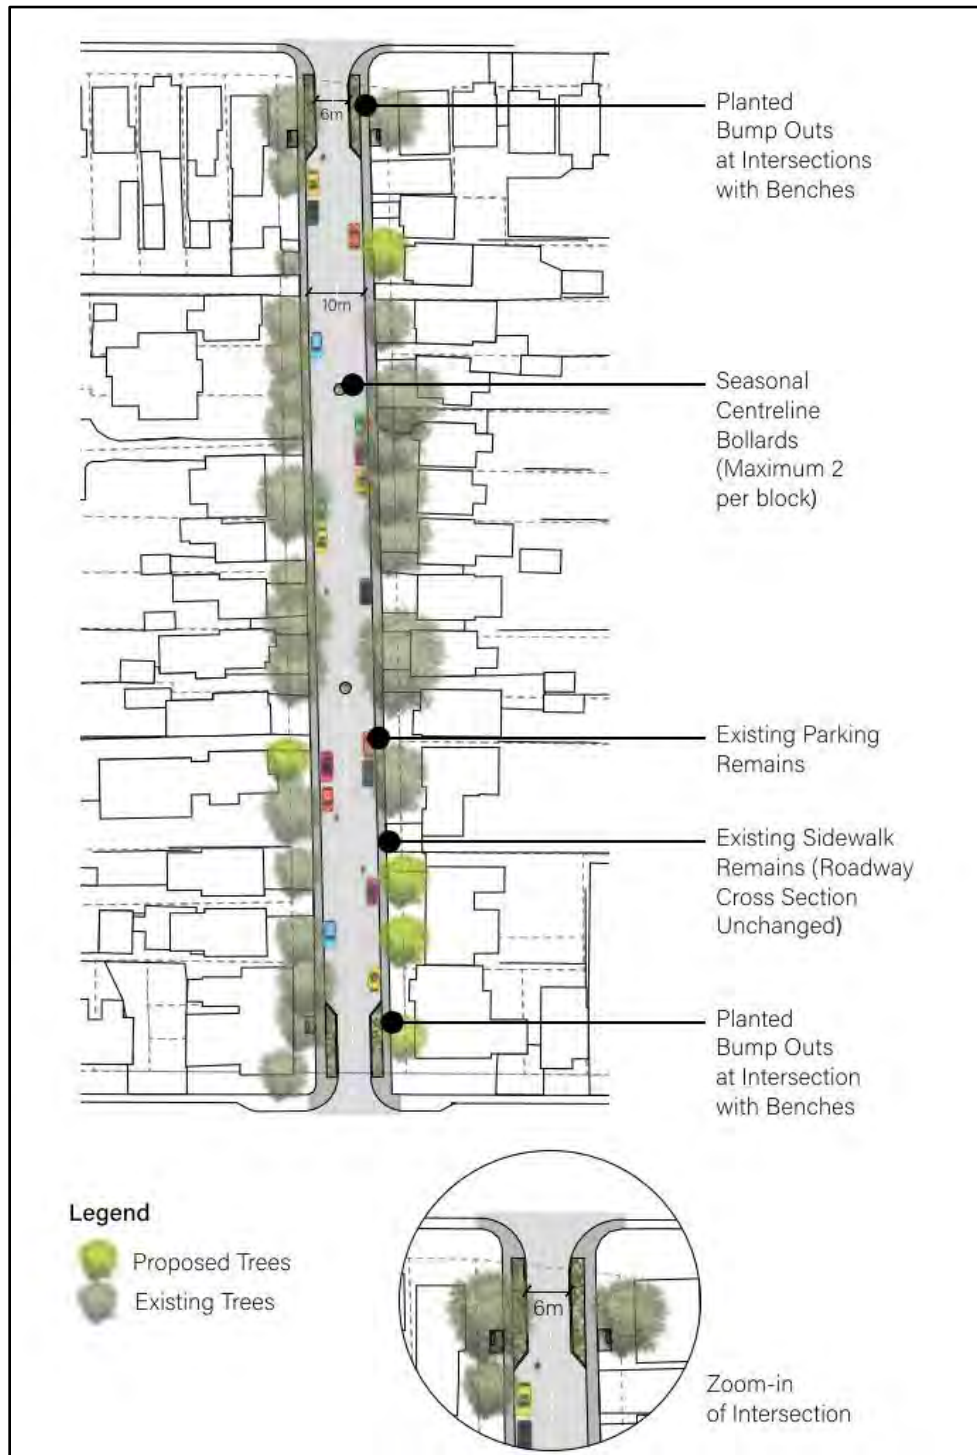 6m
Planted
Bump Outs
at Intersections
with Benches
10m
Seasonal
Centreline
Bollards
(Maximum 2
per block)
Existing Parking
Remains
Existing Sidewalk
Remains (Roadway
Cross Section
Unchanged)
Planted
Bump Outs
at Intersection
with Benches
Legend
Proposed Trees
Existing Trees
6m
Zoom-in
of Intersection